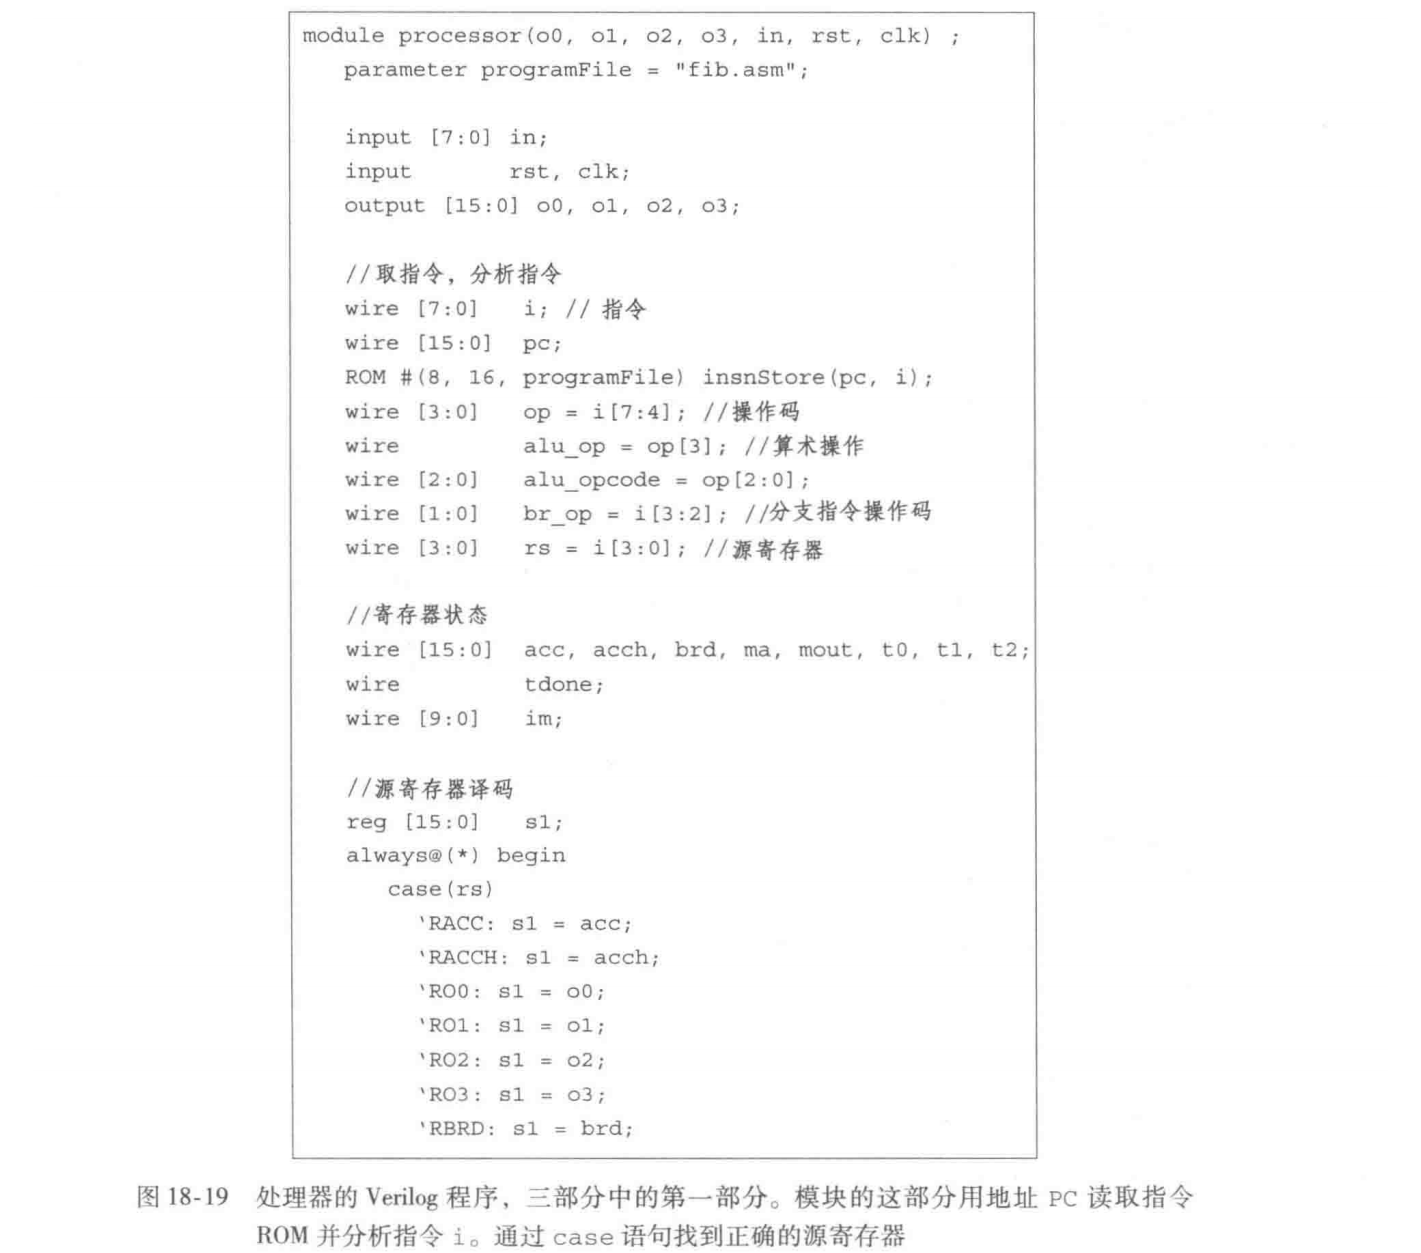 module processor(o0, o1, o2, o3, in, rst, clk) ;
parameter programFile = "fib.asm";
input [7:0] in;
input rst, clk;
output [15:0] o0, o1, o2, o3;
//取指令，分析指令
wire [7:0] i; // 指令
wire [15:0] pc;
ROM #(8, 16, programFile) insnStore(pc, i);
wire [3:0] op = i[7:4]; //操作码
wire alu_op = op[3]; //算术操作
wire [2:0] alu_opcode = op[2:0];
wire [1:0] br_op = i[3:2]; //分支指令操作码
wire [3:0] rs = i[3:0]; //源寄存器
//寄存器状态
wire [15:0] acc, acch, brd, ma, mout, t0, t1, t2;
wire tdone;
wire [9:0] im;
//源寄存器译码
reg [15:0] s1;
always@(*) begin
case(rs)
‵RACC: s1 = acc;
‵RACCH: s1 = acch;
‵RO0: s1 = o0;
‵RO1: s1 = o1;
‵RO2: s1 = o2;
‵RO3: s1 = o3;
‵RBRD: s1 = brd;
图 18-19 处理器的 Verilog 程序，三部分中的第一部分。模块的这部分用地址 PC 读取指令
ROM 并分析指令 i。通过 case 语句找到正确的源寄存器